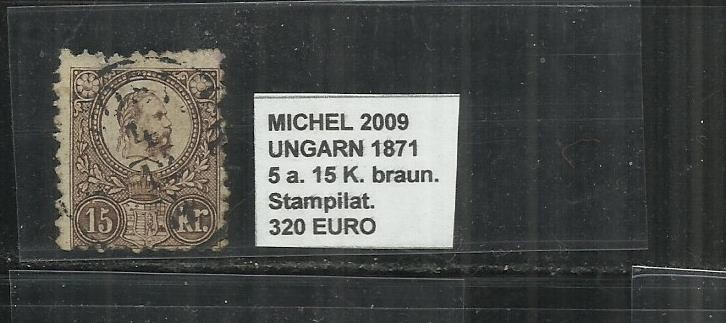 15 Kr.
MICHEL 2009
UNGARN 1871
5 a. 15 K. braun.
Stampilat.
320 EURO